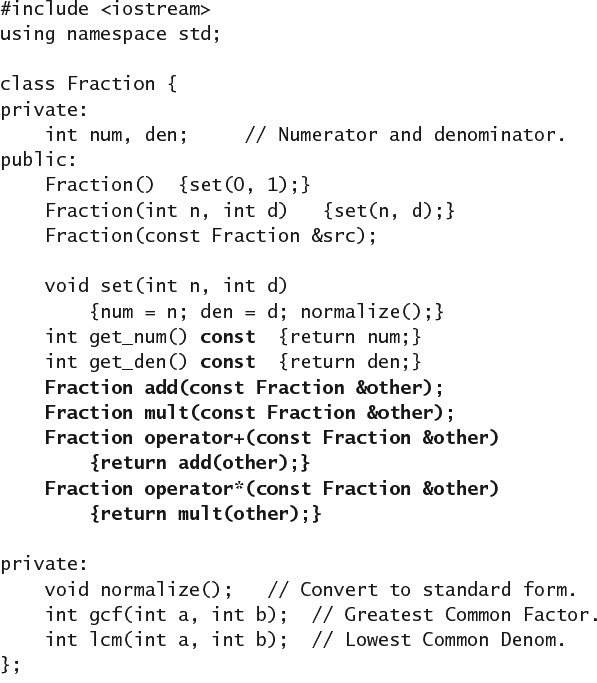 #include <iostream>
using namespace std;
class Fraction {
private:
int num, den;     // Numerator and denominator.
public:
Fraction()  {set(0, 1);}
Fraction(int n, int d)   {set(n, d);}
Fraction(const Fraction &src);
void set(int n, int d)
{num = n; den = d; normalize();}
int get_num() const  {return num;}
int get_den() const  {return den;}
Fraction add(const Fraction &other);
Fraction mult(const Fraction &other);
Fraction operator+(const Fraction &other)
{return add(other);}
Fraction operator*(const Fraction &other)
{return mult(other);}
private:
void normalize();   // Convert to standard form.
int gcf(int a, int b);  // Greatest Common Factor.
int lcm(int a, int b);  // Lowest Common Denom.
};